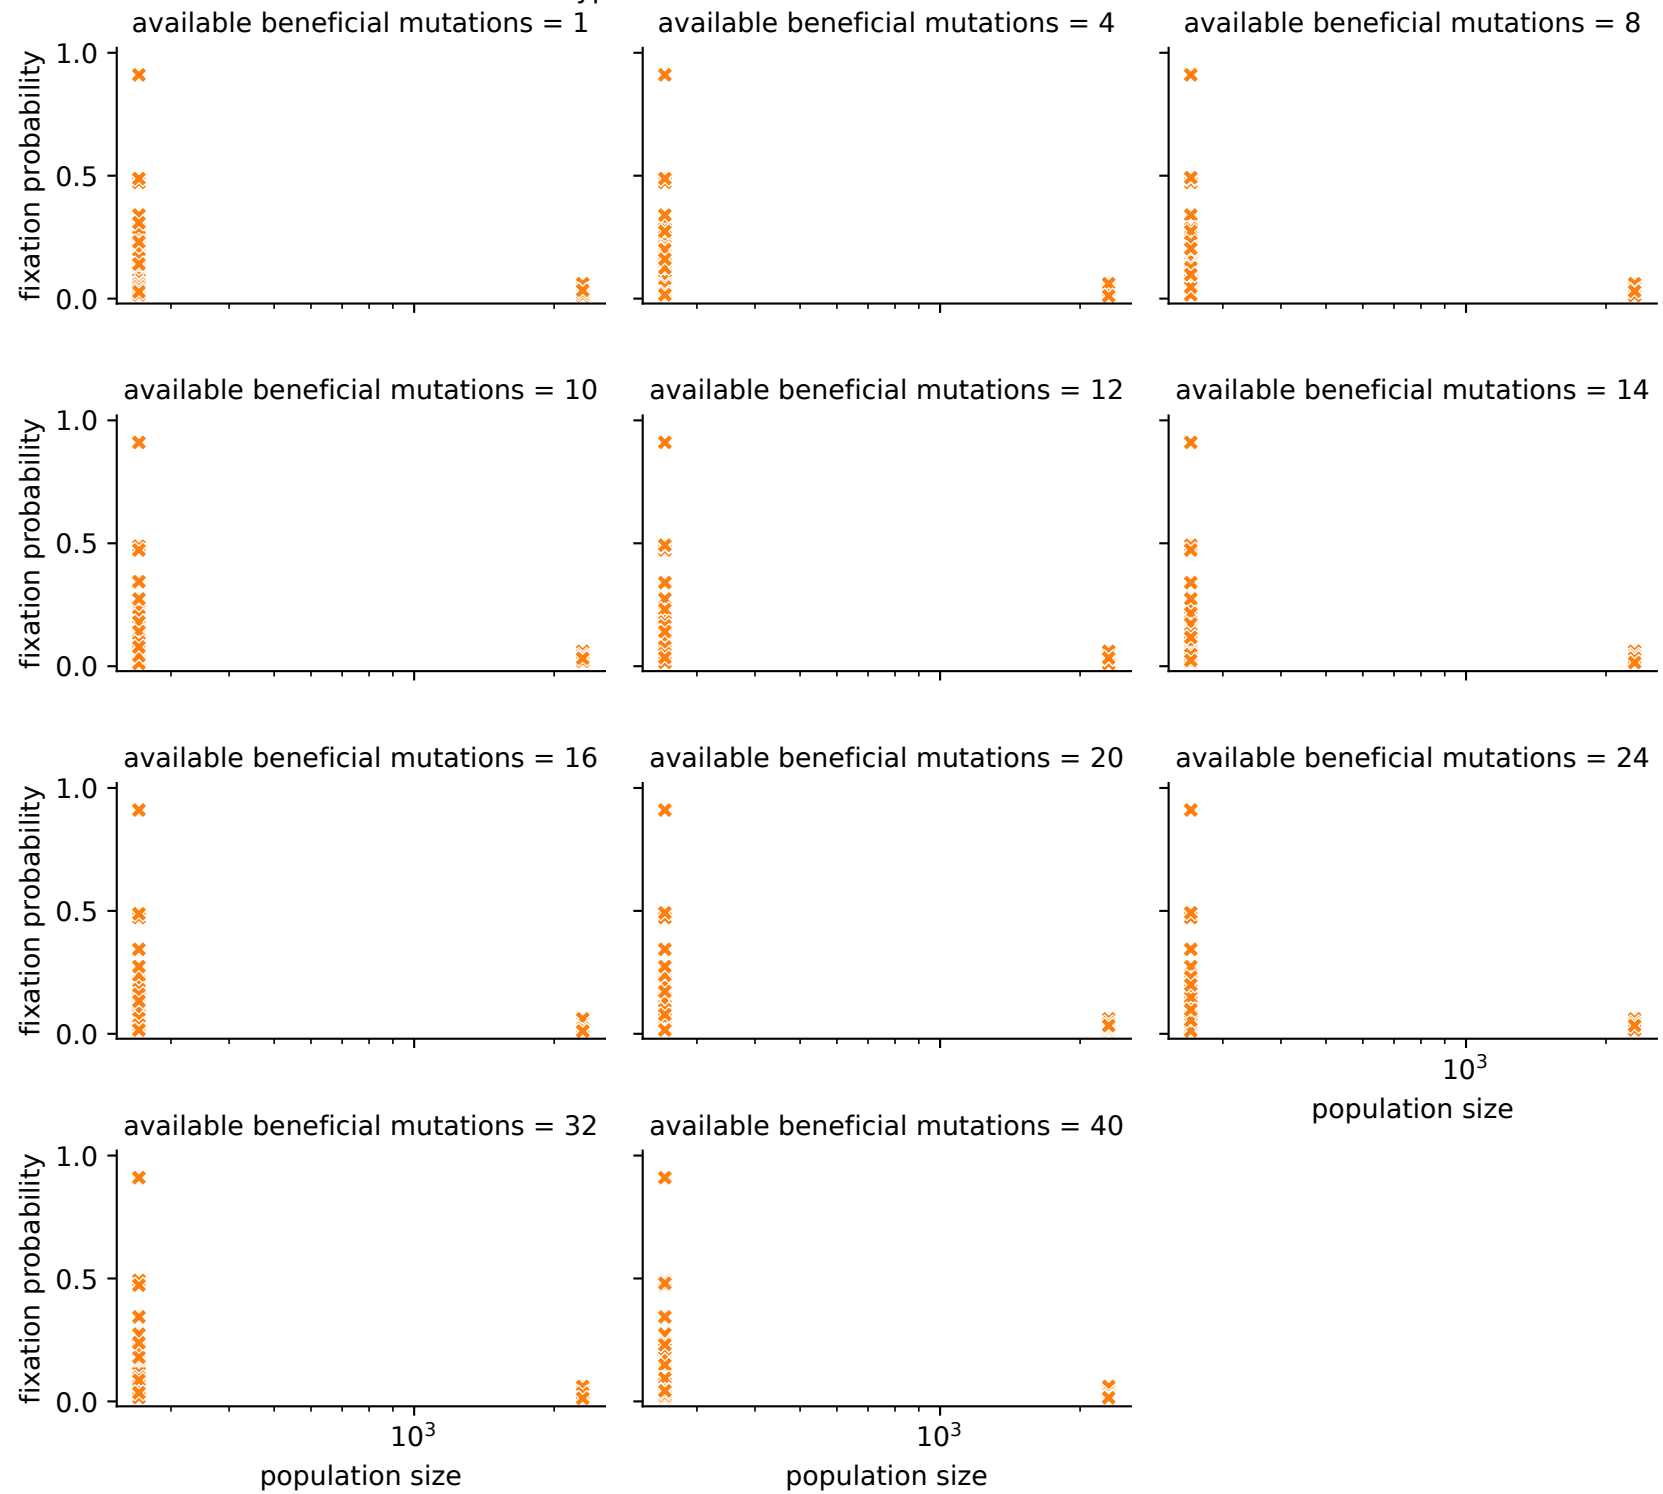 available beneficial mutations = 1
available beneficial mutations = 4
available beneficial mutations = 8
fixation probability
1.0
0.5
0.0
available beneficial mutations = 10
available beneficial mutations = 12
available beneficial mutations = 14
fixation probability
1.0
0.5
0.0
available beneficial mutations = 16
available beneficial mutations = 20
available beneficial mutations = 24
fixation probability
1.0
0.5
0.0
10³
population size
available beneficial mutations = 32
available beneficial mutations = 40
fixation probability
1.0
0.5
0.0
10³
10³
population size
population size